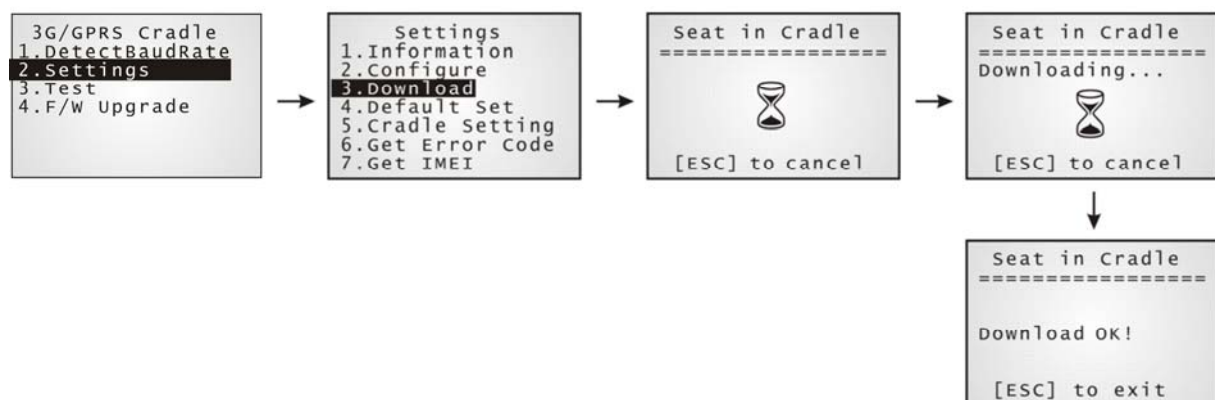 3G/GPRS Cradle
1.DetectBaudRate
2.Settings
3.Test
4.F/W Upgrade
Settings
1.Information
2.Configure
3.Download
4.Default Set
5.Cradle Setting
6.Get Error Code
7.Get IMEI
Seat in Cradle
=================
[ESC] to cancel
Seat in Cradle
=================
Downloading...
[ESC] to cancel
Seat in Cradle
=================
Download OK!
[ESC] to exit